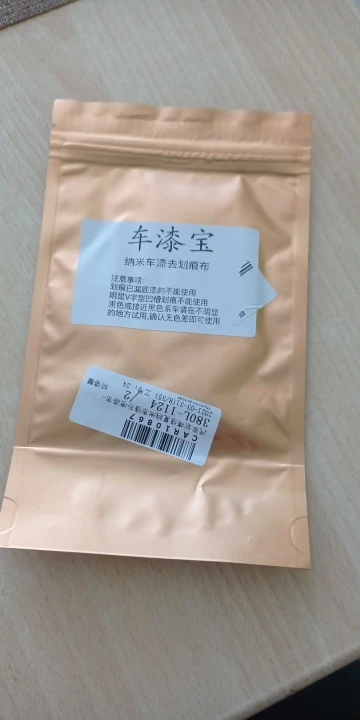 车漆宝
纳米车漆去划痕布
注意事项:
划痕已漏底漆的不能使用
明显V字型凹槽划痕不能使用
黑色或接近黑色系车请在不明显
的地方试用,确认无色差即可使用
CAR10867
380L-1124
工号: 24